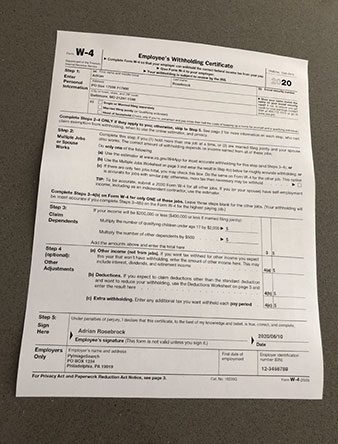 Form W-4
Employee's Withholding Certificate
▶ Complete Form W-4 so that your employer can withhold the correct federal income tax from your pay.
▶ Give Form W-4 to your employer.
▶ Your withholding is subject to review by the IRS.
2020
Step 1:
Enter
Personal
Information
Adrian
Rosebrock
PO Box 17598 #17900
Baltimore, MD 21297-1598
Single or Married filing separately
Married filing jointly
Head of household
Complete Steps 2–4 ONLY if they apply to you; otherwise, skip to Step 5. See page 2 for more information on each step, who can
claim exemption from withholding, when to use the online estimator, and privacy.
Step 2:
Multiple Jobs
or Spouse
Works
Complete this step if you (1) hold more than one job at a time, or (2) are married filing jointly and your spouse
also works. The correct amount of withholding depends on income earned from all of these jobs.
Do only one of the following.
(a) Use the estimator at www.irs.gov/W4App for most accurate withholding for this step (and Steps 3–4); or
(b) Use the Multiple Jobs Worksheet on page 3 and enter the result in Step 4(c) below for roughly accurate withholding; or
(c) If there are only two jobs total, you may check this box. Do the same on Form W-4 for the other job. This option
is accurate for jobs with similar pay; otherwise, more tax than necessary may be withheld
TIP: To be accurate, submit a 2020 Form W-4 for all other jobs. If you (or your spouse) have self-employment
income, including as an independent contractor, use the estimator.
Complete Steps 3–4(b) on Form W-4 for only ONE of these jobs. Leave those steps blank for the other jobs. (Your withholding will
be most accurate if you complete Steps 3–4(b) on the Form W-4 for the highest paying job.)
Step 3:
Claim
Dependents
If your income will be $200,000 or less ($400,000 or less if married filing jointly):
Multiply the number of qualifying children under age 17 by $2,000 ▶ $
Multiply the number of other dependents by $500 ▶ $
Add the amounts above and enter the total here
3 $
Step 4
(optional):
Other
Adjustments
(a) Other income (not from jobs). If you want tax withheld for other income you expect
this year that won't have withholding, enter the amount of other income here. This may
include interest, dividends, and retirement income
4(a) $
(b) Deductions. If you expect to claim deductions other than the standard deduction
and want to reduce your withholding, use the Deductions Worksheet on page 3 and
enter the result here
4(b) $
(c) Extra withholding. Enter any additional tax you want withheld each pay period
4(c) $
Step 5:
Sign
Here
Under penalties of perjury, I declare that this certificate, to the best of my knowledge and belief, is true, correct, and complete.
Adrian Rosebrock
2020/06/10
Employee's signature (This form is not valid unless you sign it.)
Date
Employers
Only
Employer's name and address
First date of
employment
Employer identification
number (EIN)
PyImageSearch
PO BOX 1234
Philadelphia, PA 19019
12-3456789
For Privacy Act and Paperwork Reduction Act Notice, see page 3.
Cat. No. 10220Q
Form W-4 (2020)